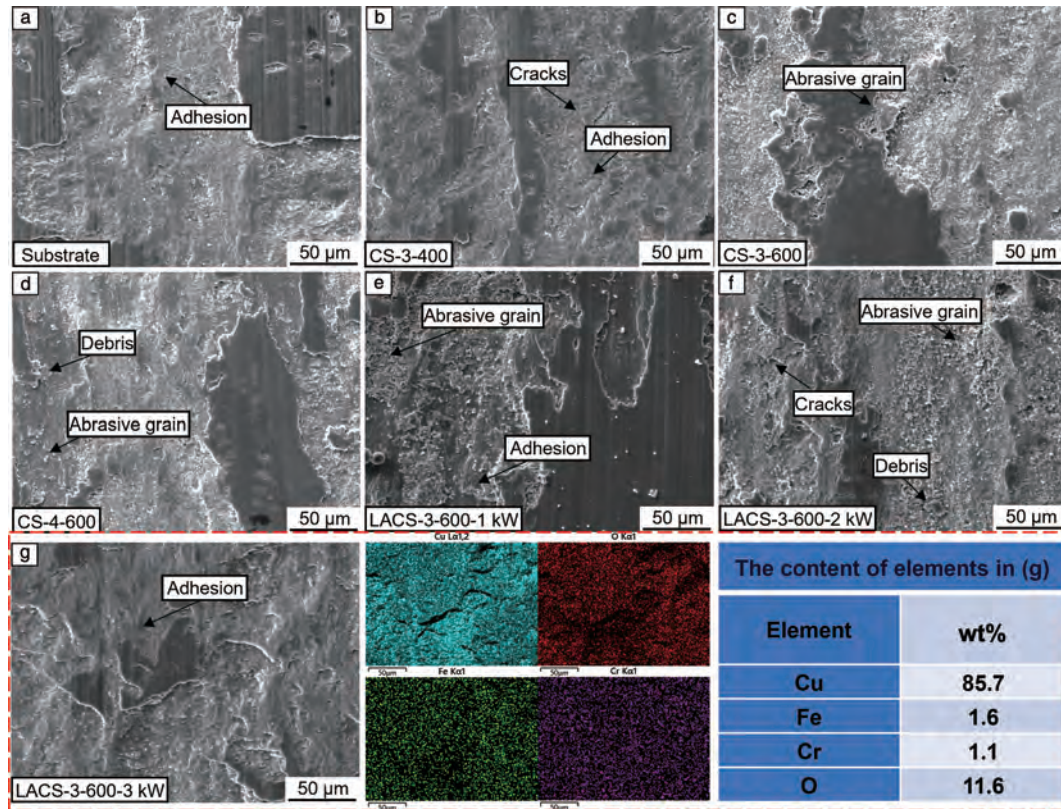 a
Adhesion
Substrate
50 µm
b
Cracks
Adhesion
CS-3-400
50 µm
c
Abrasive grain
CS-3-600
50 µm
d
Debris
Abrasive grain
CS-4-600
50 µm
e
Abrasive grain
Adhesion
LACS-3-600-1 kW
50 µm
f
Abrasive grain
Cracks
Debris
LACS-3-600-2 kW
50 µm
g
Adhesion
LACS-3-600-3 kW
50 µm
Cu Lα1,2
50µm
O Kα1
50µm
Fe Kα1
50µm
Cr Kα1
50µm
The content of elements in (g)
Element wt%
Cu 85.7
Fe 1.6
Cr 1.1
O 11.6